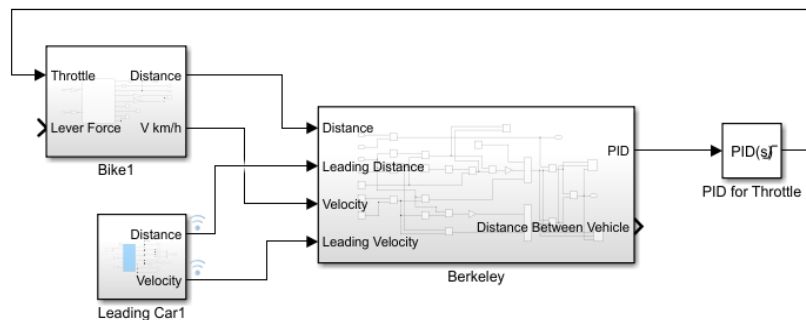 Throttle
Distance
Lever Force
V km/h
Bike1
Distance
Velocity
Leading Car1
Distance
Leading Distance
Velocity
Leading Velocity
PID
Distance Between Vehicle
Berkeley
PID(s)
PID for Throttle